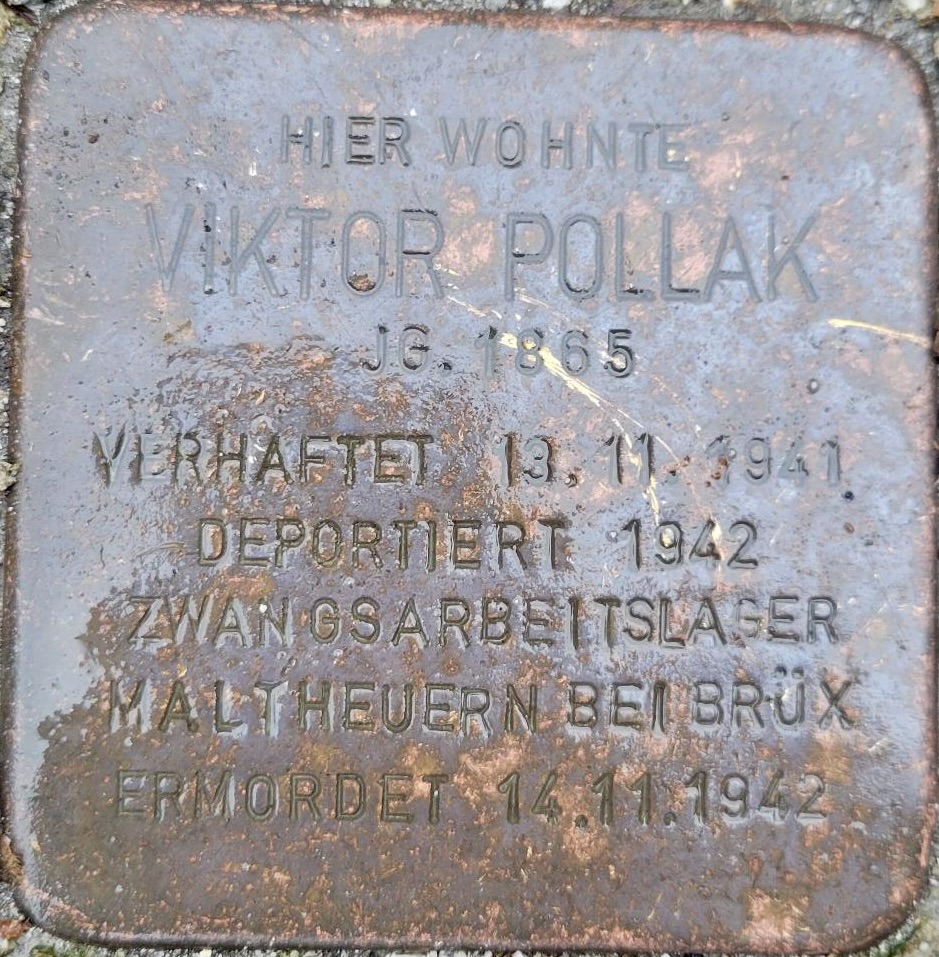 HIER WOHNTE
VIKTOR POLLAK
JG. 1865
VERHAFTET 13.11.1941
DEPORTIERT 1942
ZWANGSARBEITSLAGER
MALTHEUERN BEI BRÜX
ERMORDET 14.11.1942